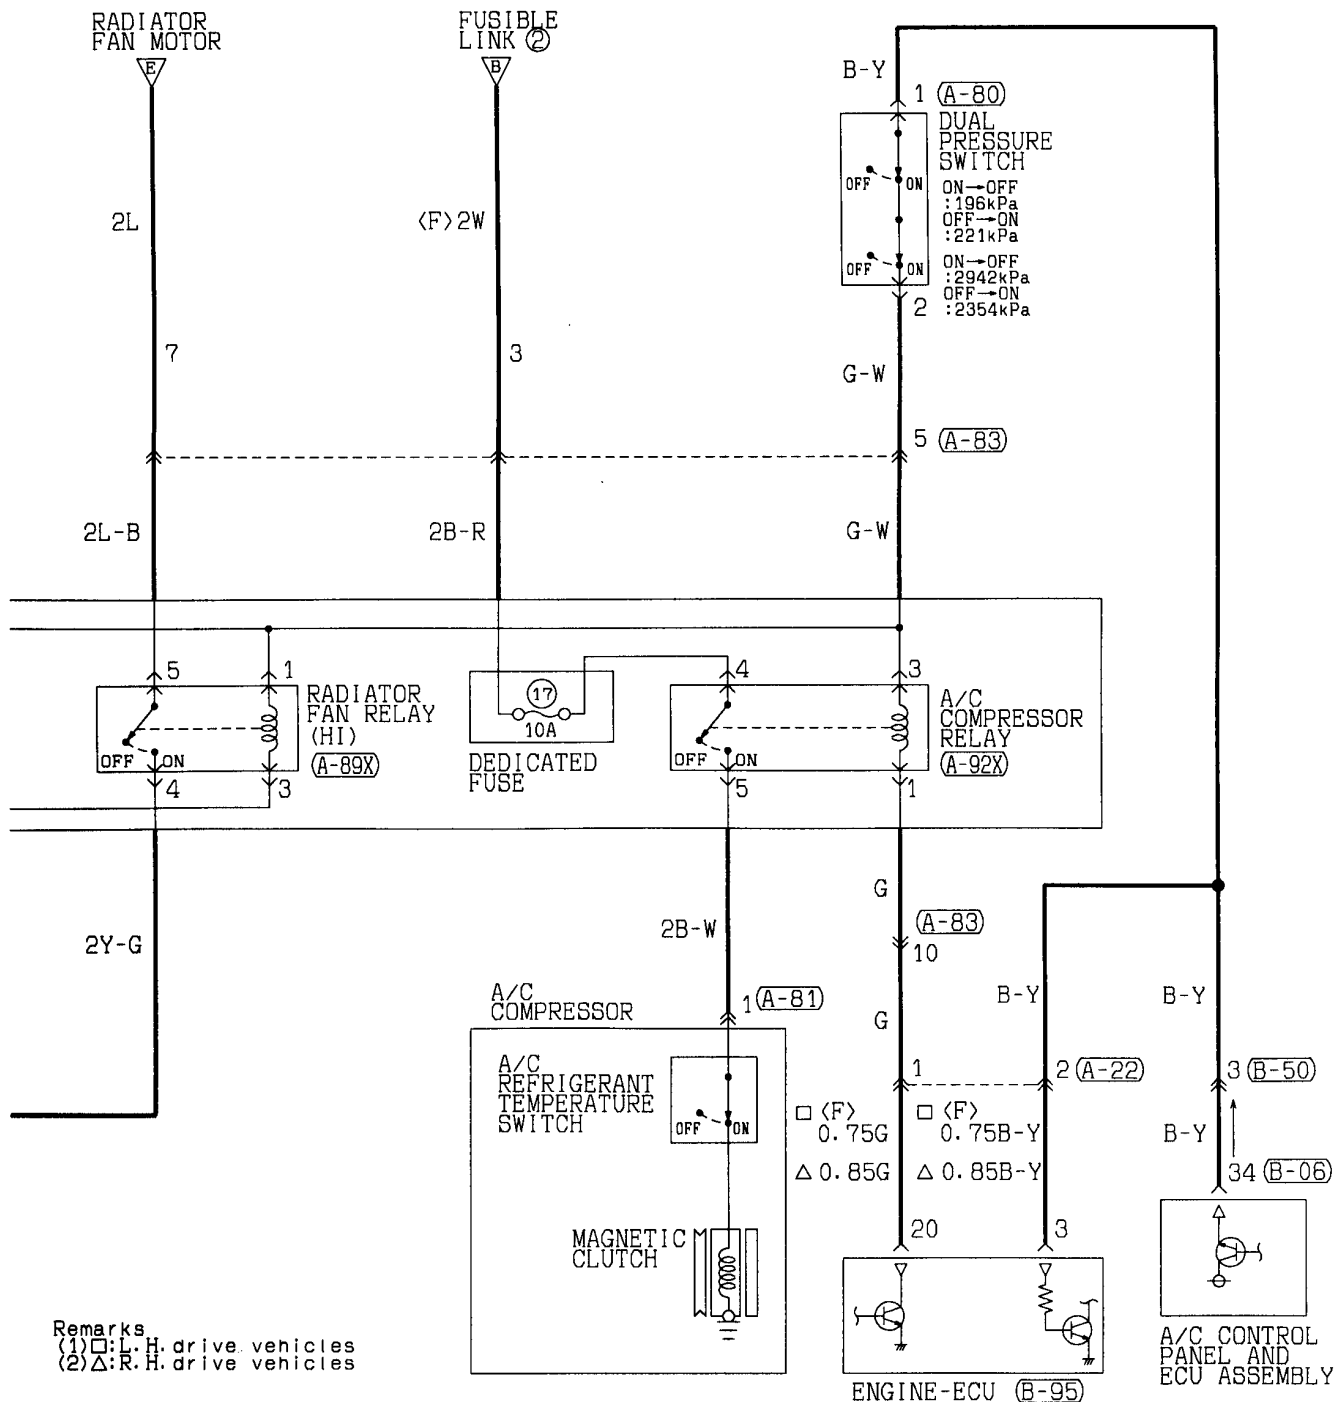 RADIATOR
FAN MOTOR
E
FUSIBLE
LINK ②
B
B-Y
1 A-80
DUAL
PRESSURE
SWITCH
OFF ON
ON→OFF
:196kPa
OFF→ON
:221kPa
OFF ON
ON→OFF
:2942kPa
OFF→ON
:2354kPa
2
2L
<F>2W
7
3
G-W
5 A-83
2L-B
2B-R
G-W
5
1
RADIATOR
FAN RELAY
(HI)
A-89X
OFF ON
4
3
17
10A
DEDICATED
FUSE
4
3
A/C
COMPRESSOR
RELAY
A-92X
OFF ON
5
1
2Y-G
2B-W
G
A-83
10
G
B-Y
B-Y
A/C
COMPRESSOR
1 A-81
A/C
REFRIGERANT
TEMPERATURE
SWITCH
OFF ON
MAGNETIC
CLUTCH
1
2 A-22
3 B-50
□ <F>
0.75G
△ 0.85G
□ <F>
0.75B-Y
△ 0.85B-Y
B-Y
34 B-06
20
3
ENGINE-ECU B-95
A/C CONTROL
PANEL AND
ECU ASSEMBLY
Remarks
(1)□:L.H.drive vehicles
(2)△:R.H.drive vehicles